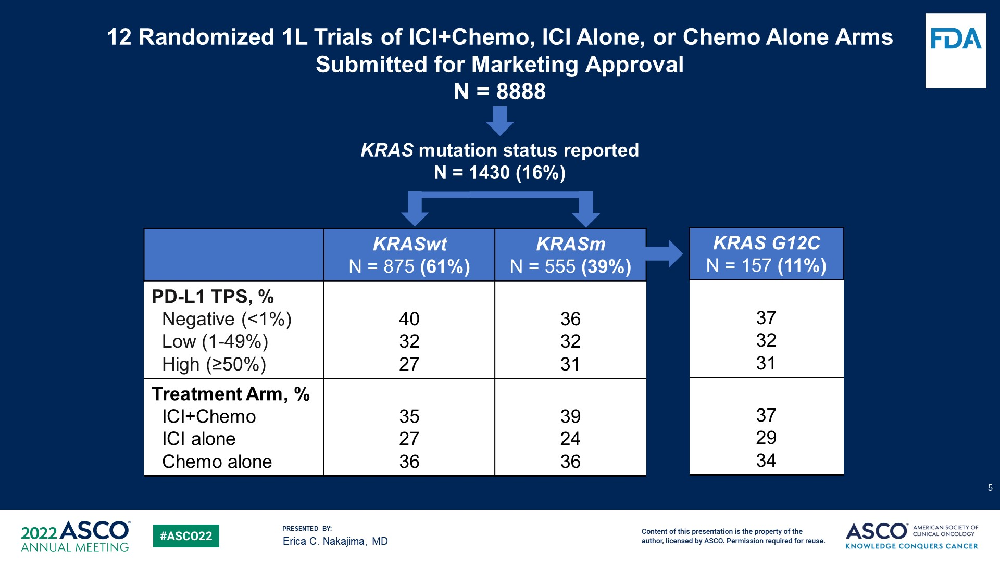 12 Randomized 1L Trials of ICI+Chemo, ICI Alone, or Chemo Alone Arms
Submitted for Marketing Approval
N = 8888
FDA
KRAS mutation status reported
N = 1430 (16%)
KRASwt
N = 875 (61%)
KRASm
N = 555 (39%)
KRAS G12C
N = 157 (11%)
PD-L1 TPS, %
Negative (<1%) 40 36 37
Low (1-49%) 32 32 32
High (≥50%) 27 31 31
Treatment Arm, %
ICI+Chemo 35 39 37
ICI alone 27 24 29
Chemo alone 36 36 34
5
2022 ASCO®
ANNUAL MEETING
#ASCO22
PRESENTED BY:
Erica C. Nakajima, MD
Content of this presentation is the property of the
author, licensed by ASCO. Permission required for reuse.
ASCO® AMERICAN SOCIETY OF
CLINICAL ONCOLOGY
KNOWLEDGE CONQUERS CANCER